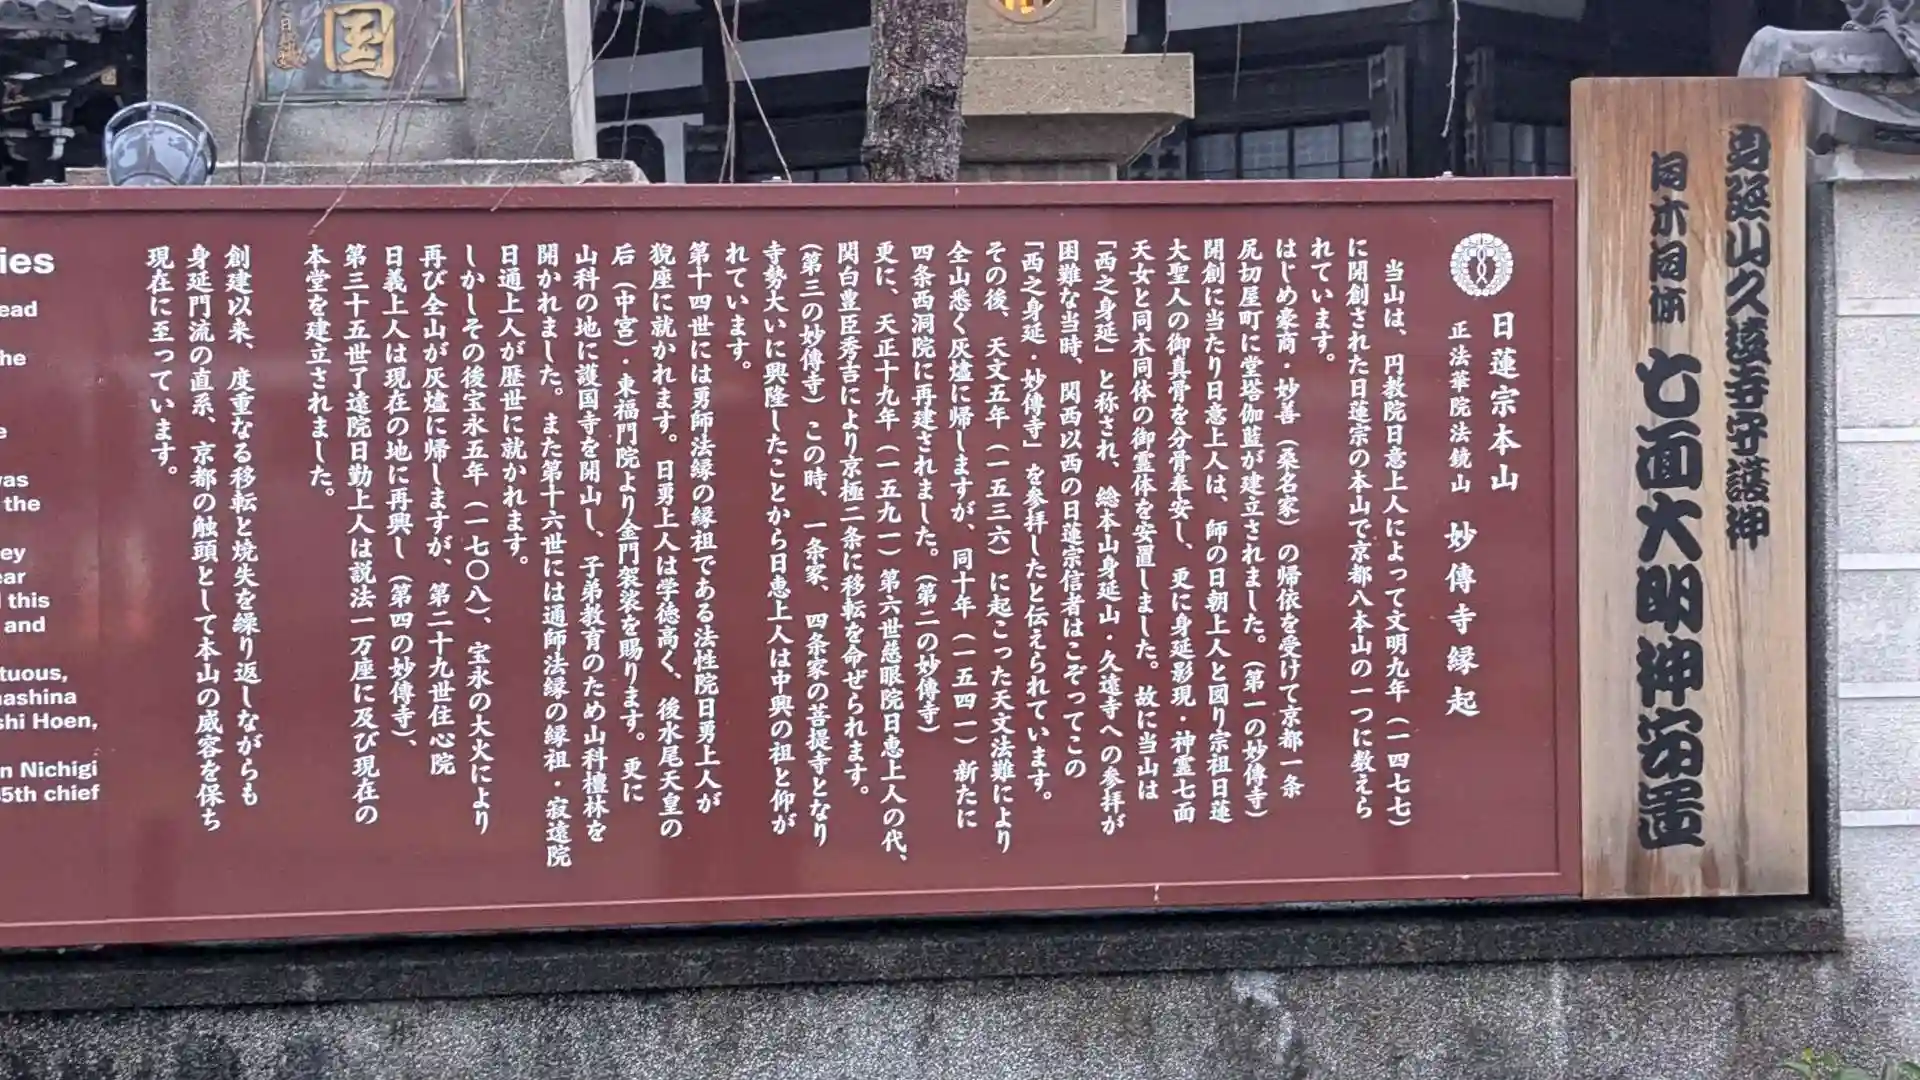 身延山久遠寺守護神
同木同体 七面大明神安置
日蓮宗本山
正法華院法鏡山 妙傳寺縁起
当山は、円教院日意上人によって文明九年（一四七七）
に開創された日蓮宗の本山で京都八本山の一つに数えら
れています。
はじめ豪商・妙善（桑名家）の帰依を受けて京都一条
尻切屋町に堂塔伽藍が建立されました。（第一の妙傳寺）
開創に当たり日意上人は、師の日朝上人と図り宗祖日蓮
大聖人の御真骨を分骨奉安し、更に身延影現・神霊七面
天女と同木同体の御霊体を安置しました。故に当山は
「西之身延」と称され、総本山身延山・久遠寺への参拝が
困難な当時、関西以西の日蓮宗信者はこぞってこの
「西之身延・妙傳寺」を参拝したと伝えられています。
その後、天文五年（一五三六）に起こった天文法難により
全山悉く灰燼に帰しますが、同十年（一五四一）新たに
四条西洞院に再建されました。（第二の妙傳寺）
更に、天正十九年（一五九一）第六世慈眼院日恵上人の代、
関白豊臣秀吉により京極二条に移転を命ぜられます。
（第三の妙傳寺）この時、一条家、四条家の菩提寺となり
寺勢大いに興隆したことから日恵上人は中興の祖と仰が
れています。
第十四世には勇師法縁の縁祖である法性院日勇上人が
猊座に就かれます。日勇上人は学徳高く、後水尾天皇の
后（中宮）・東福門院より金門袈裟を賜ります。更に
山科の地に護国寺を開山し、子弟教育のため山科檀林を
開かれました。また第十六世には通師法縁の縁祖・寂遠院
日通上人が歴世に就かれます。
しかしその後宝永五年（一七〇八）、宝永の大火により
再び全山が灰燼に帰しますが、第二十九世住心院
日義上人は現在の地に再興し（第四の妙傳寺）、
第三十五世了遠院日勤上人は説法一万座に及び現在の
本堂を建立されました。
創建以来、度重なる移転と焼失を繰り返しながらも
身延門流の直系、京都の触頭として本山の威容を保ち
現在に至っています。
国
ies
ead
he
e
was
the
ey
ear
this
and
tuous,
nashina
shi Hoen,
n Nichigi
5th chief